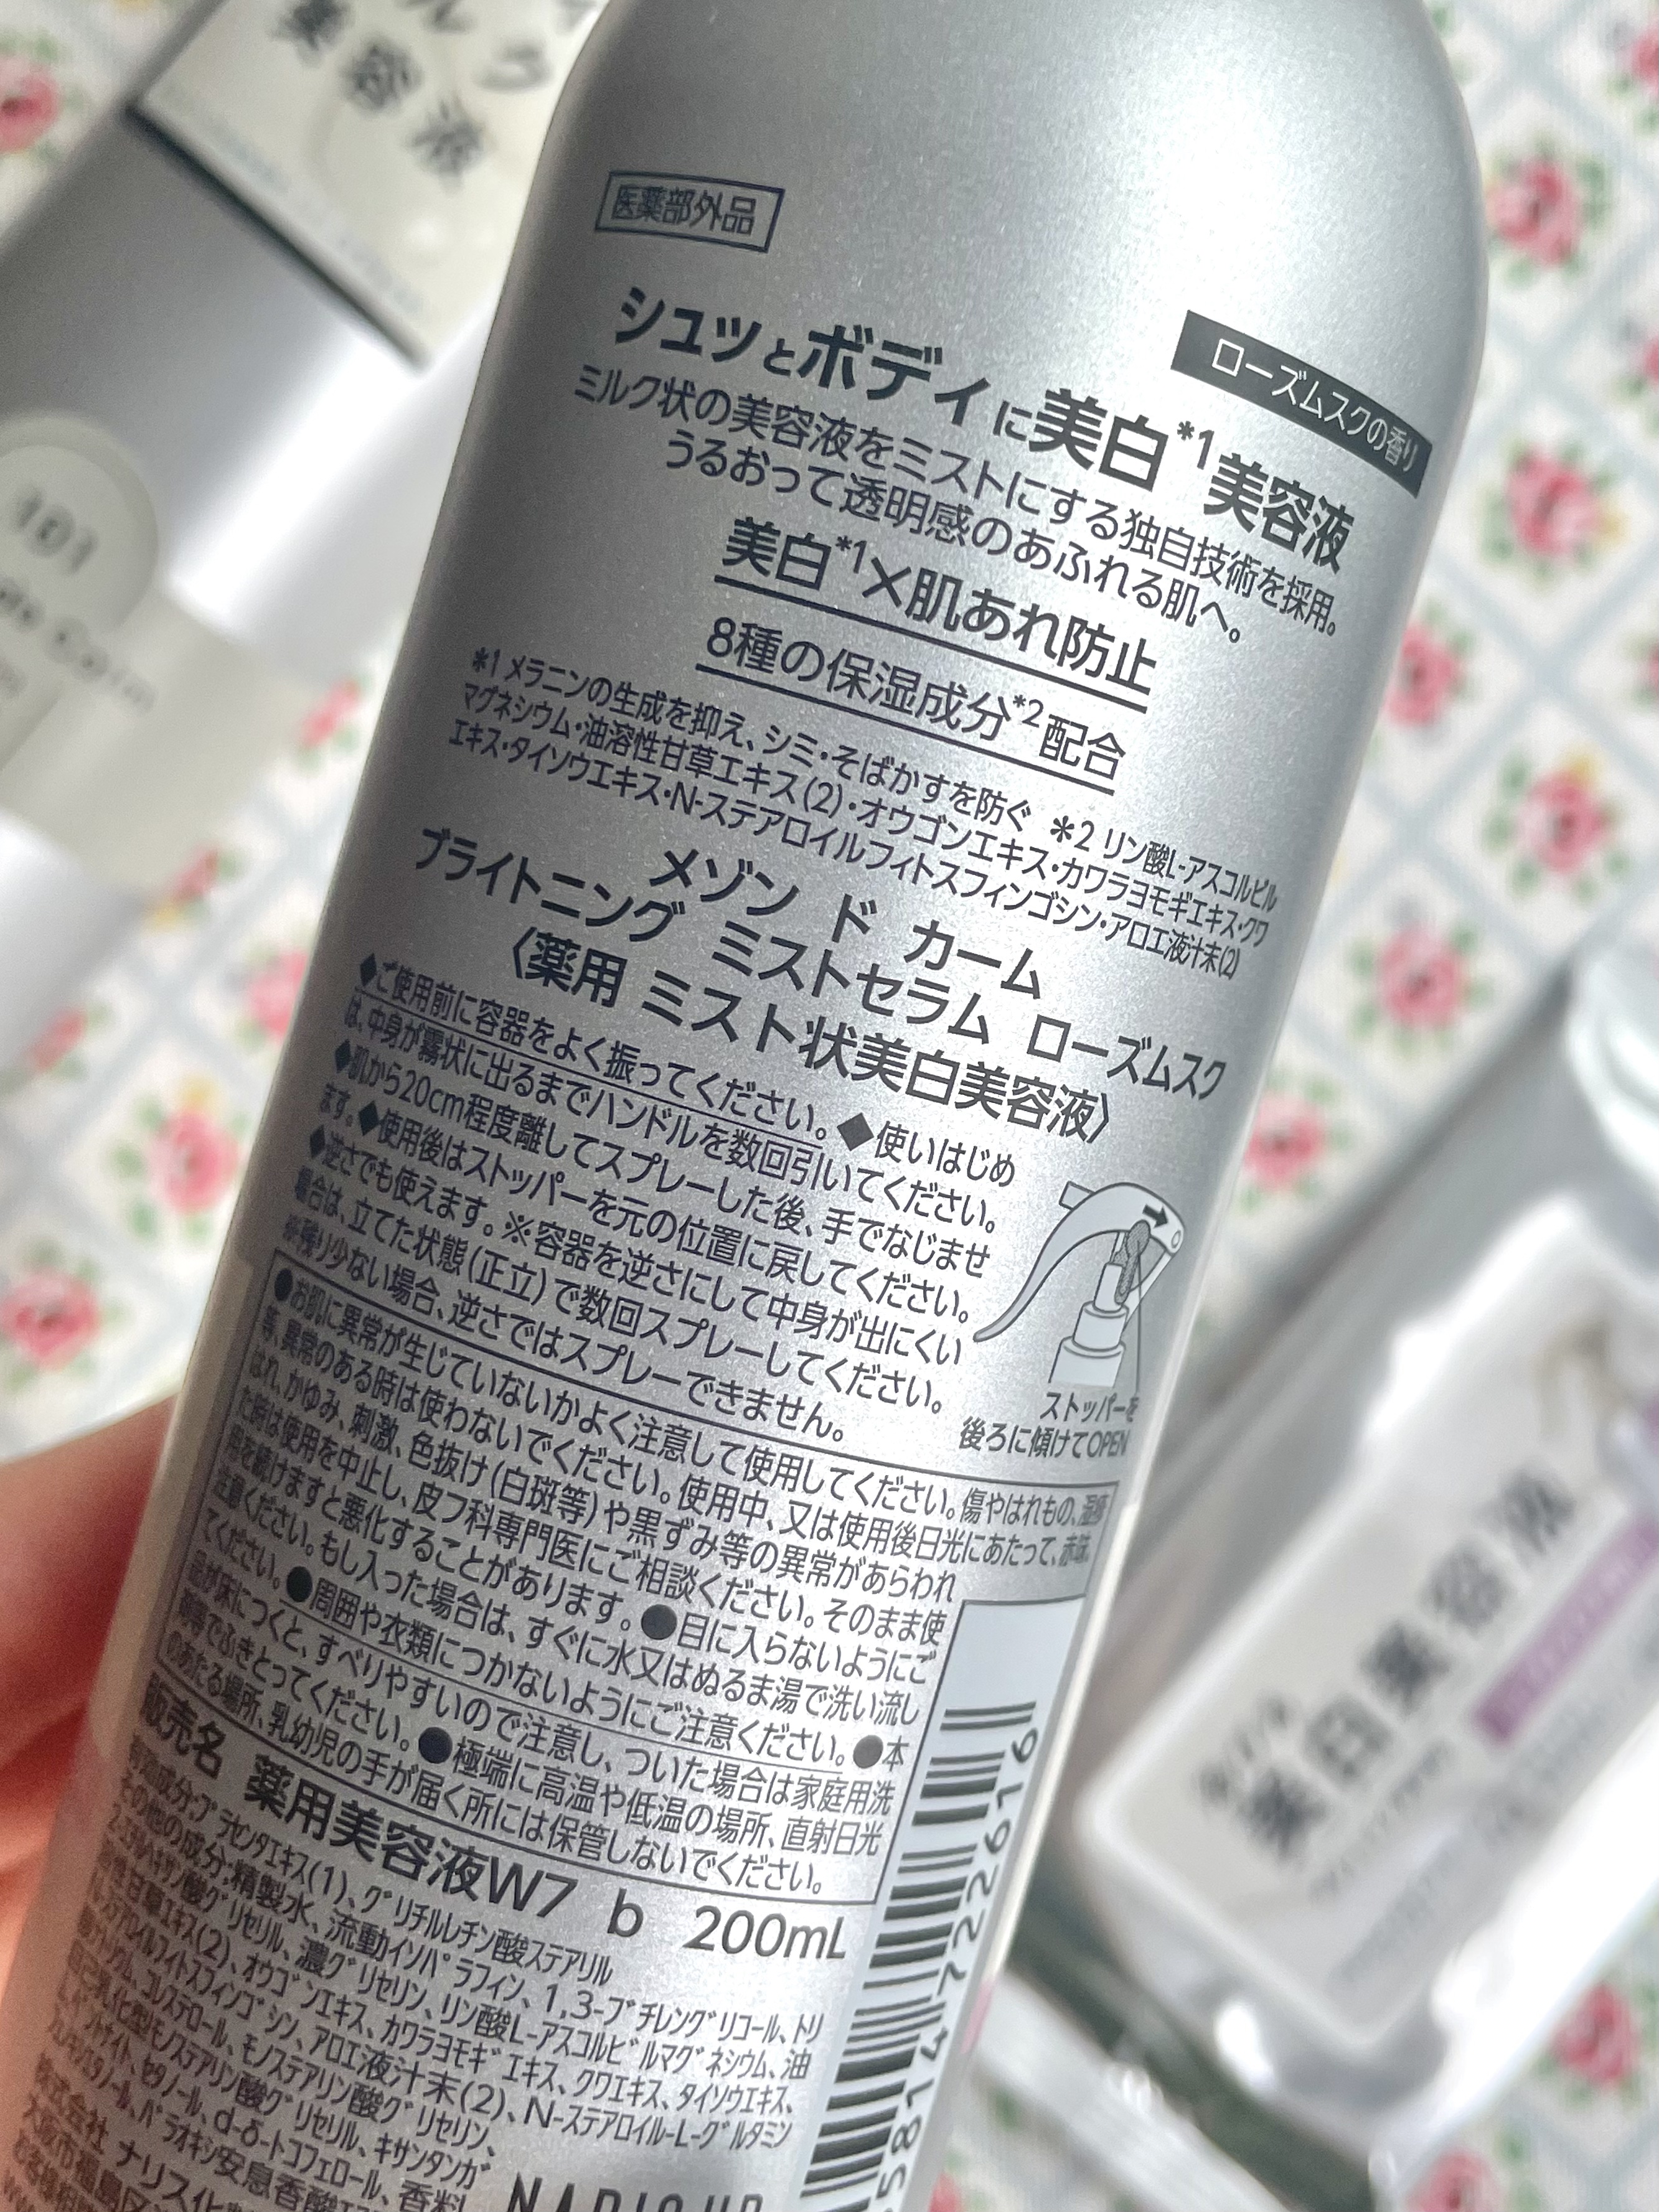 医薬部外品
ローズムスクの香り
シュッとボディに美白*1美容液
ミルク状の美容液をミストにする独自技術を採用。
うるおって透明感のあふれる肌へ。
美白*1×肌あれ防止
8種の保湿成分*2配合
*1 メラニンの生成を抑え、シミ・そばかすを防ぐ *2 リン酸L-アスコルビル
マグネシウム・油溶性甘草エキス(2)・オウゴンエキス・カワラヨモギエキス・クワ
エキス・タイソウエキス・N-ステアロイルフィトスフィンゴシン・アロエ液汁末(2)
メゾン ド カーム
ブライトニング ミストセラム ローズムスク
〈薬用 ミスト状美白美容液〉
◆ご使用前に容器をよく振ってください。◆使いはじめ
は、中身が霧状に出るまでハンドルを数回引いてください。
◆肌から20cm程度離してスプレーした後、手でなじませ
ます。◆使用後はストッパーを元の位置に戻してください。
◆逆さでも使えます。※容器を逆さにして中身が出にくい
場合は、立てた状態(正立)で数回スプレーしてください。
※残り少ない場合、逆さではスプレーできません。
ストッパーを
後ろに傾けてOPEN
●お肌に異常が生じていないかよく注意して使用してください。傷やはれもの、湿疹
等、異常のある時は使わないでください。使用中、又は使用後日光にあたって、赤味、
はれ、かゆみ、刺激、色抜け(白斑等)や黒ずみ等の異常があらわれ
た時は使用を中止し、皮フ科専門医にご相談ください。そのまま使
用を続けますと悪化することがあります。●目に入らないようにご
注意ください。もし入った場合は、すぐに水又はぬるま湯で洗い流し
てください。●周囲や衣類につかないようにご注意ください。●本
品が床につくと、すべりやすいので注意し、ついた場合は家庭用洗
剤等でふきとってください。●極端に高温や低温の場所、直射日光
のあたる場所、乳幼児の手が届く所には保管しないでください。
販売名 薬用美容液W7 b 200mL
有効成分:プラセンタエキス(1)、グリチルレチン酸ステアリル
その他の成分:精製水、流動イソパラフィン、1,3-ブチレングリコール、トリ
2-エチルヘキサン酸グリセリル、濃グリセリン、リン酸L-アスコルビルマグネシウム、油
溶性甘草エキス(2)、オウゴンエキス、カワラヨモギエキス、クワエキス、タイソウエキス、
N-ステアロイルフィトスフィンゴシン、アロエ液汁末(2)、N-ステアロイル-L-グルタミン
酸ナトリウム、コレステロール、モノステアリン酸グリセリン、
自己乳化型モノステアリン酸グリセリル、キサンタンガ
セタノール、d-δ-トコフェロール、
パラオキシ安息香酸エス 香料
株式会社 ナリス化
大阪市福島区
美容液
101
美白美容液